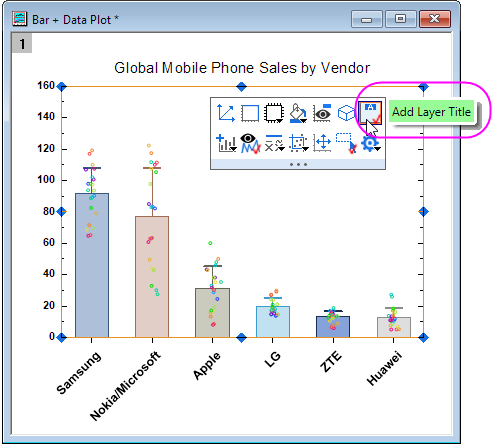 Bar + Data Plot *
1
Global Mobile Phone Sales by Vendor
A
Add Layer Title
160
140
120
100
80
60
40
20
0
Samsung
Nokia/Microsoft
Apple
LG
ZTE
Huawei